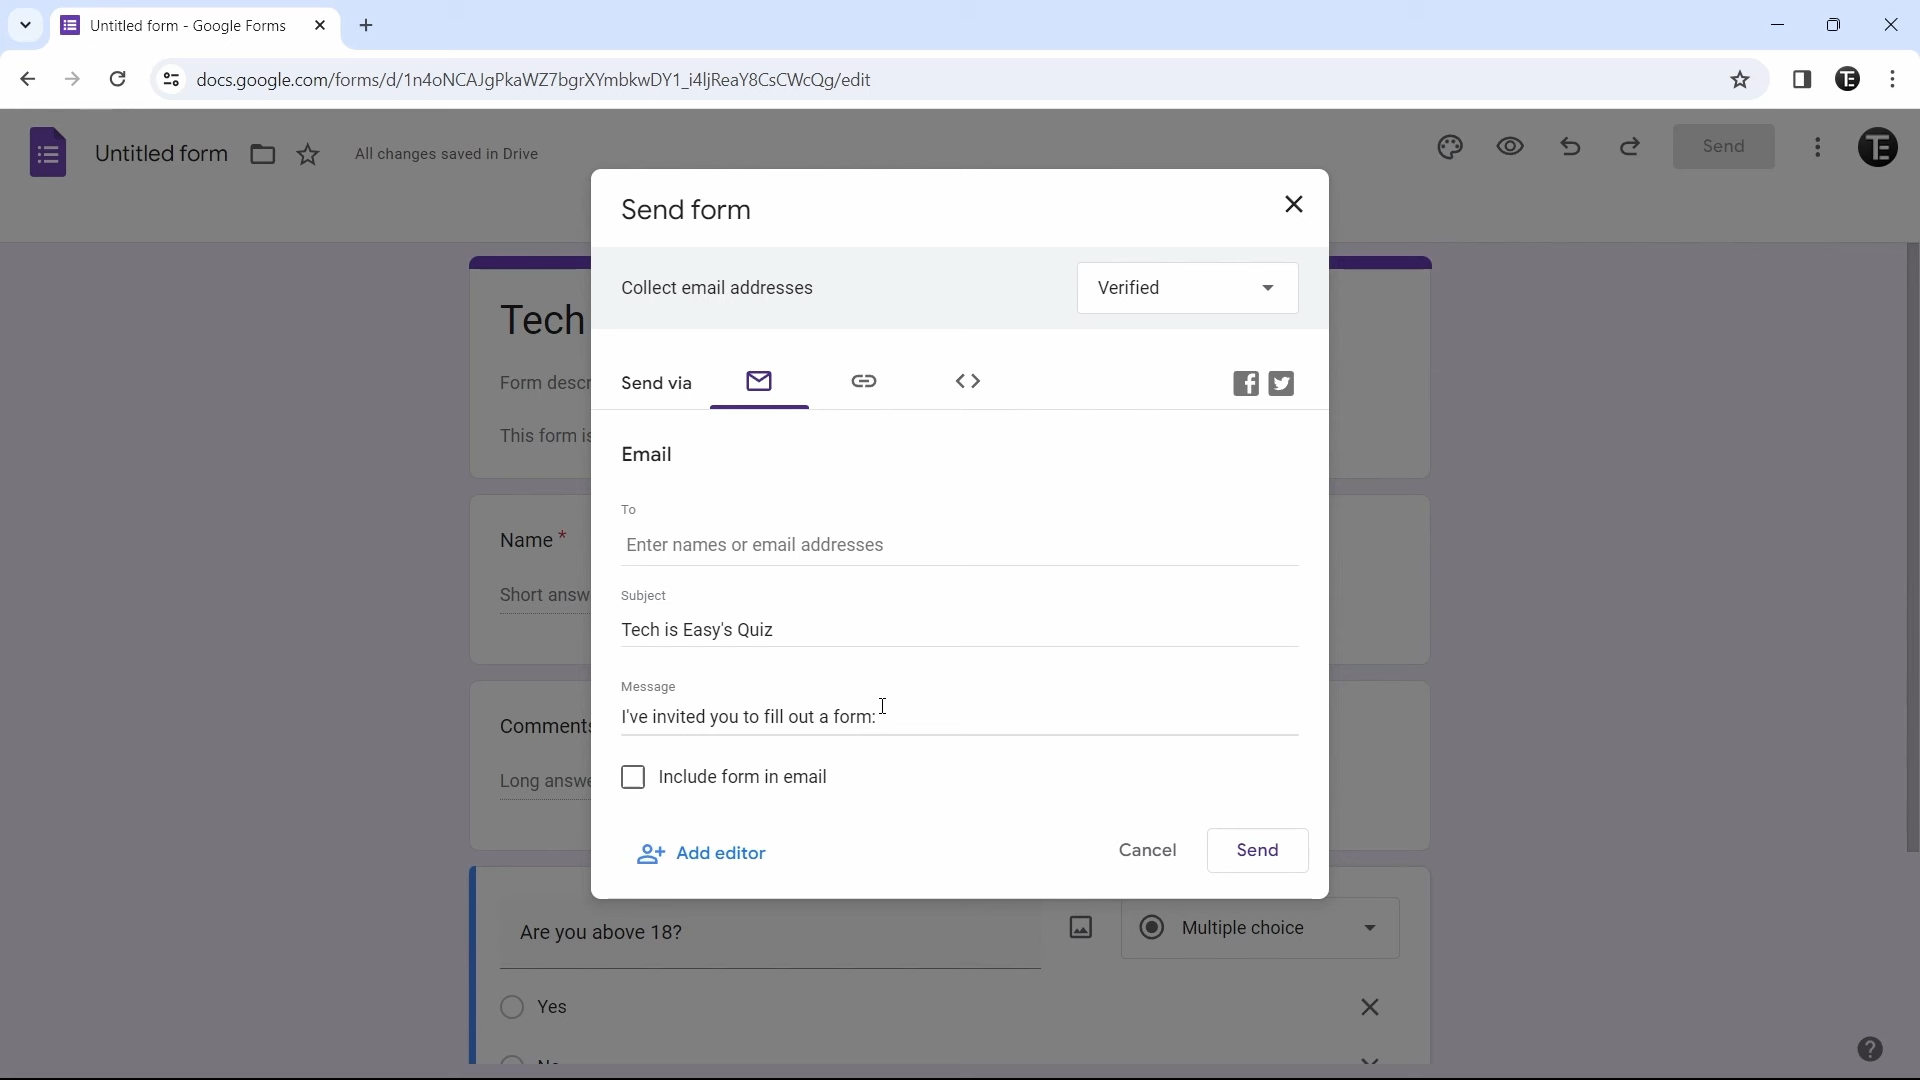 Untitled form - Google Forms
docs.google.com/forms/d/1n4oNCAJgPkaWZ7bgrXYmbkwDY1_i4ljReaY8CsCWcQg/edit
TE
Untitled form
All changes saved in Drive
Send
TE
Send form
Collect email addresses
Verified
Tech
Form descr
Send via
This form is
Email
To
Enter names or email addresses
Name *
Short answ
Subject
Tech is Easy's Quiz
Message
I've invited you to fill out a form:
Comments
Long answe
Include form in email
Add editor
Cancel
Send
Are you above 18?
Multiple choice
Yes
No